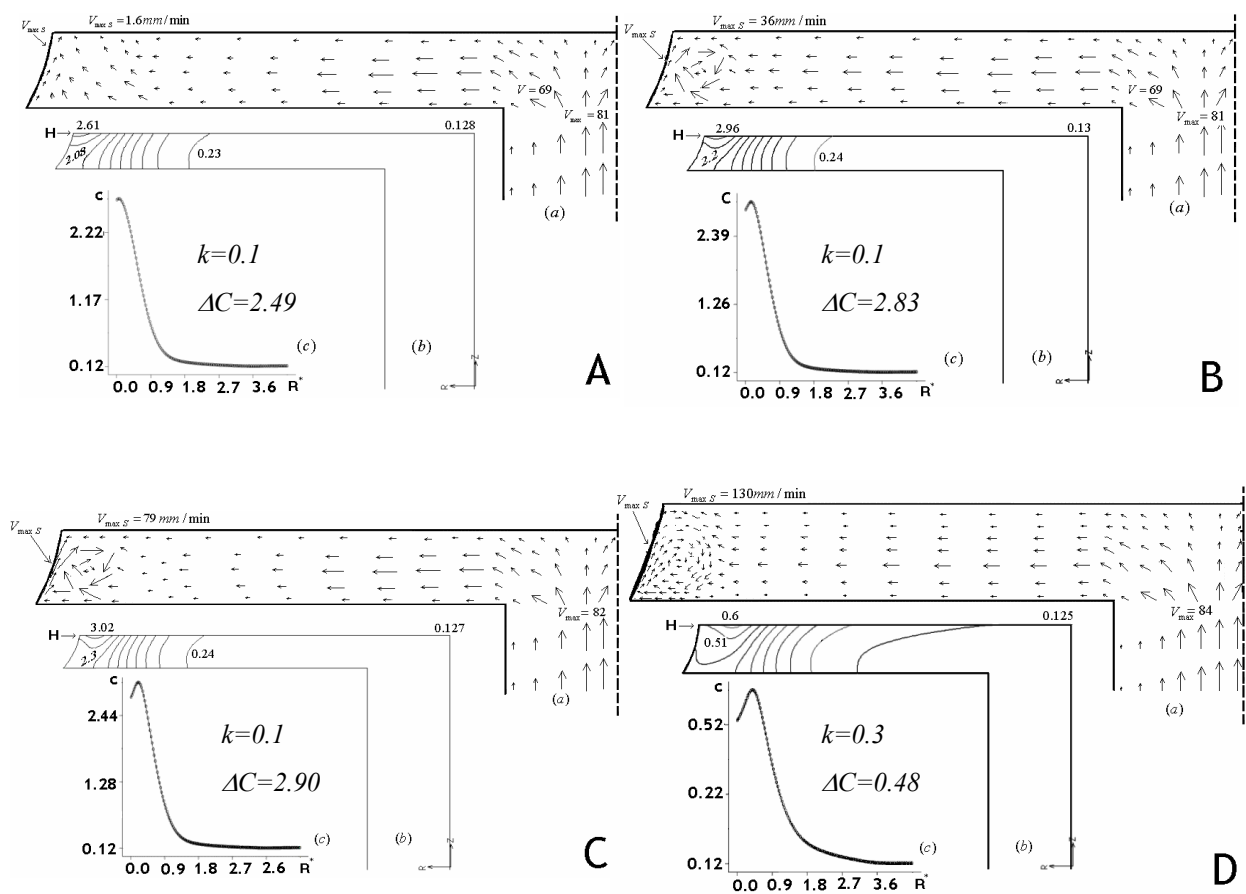 V_max S
V_max S = 1.6mm / min
V = 69
V_max = 81
H
2.61
0.128
2.08
0.23
(a)
c
2.22
k=0.1
ΔC=2.49
1.17
(c)
(b)
0.12
0.0 0.9 1.8 2.7 3.6
R*
Z
R
A
V_max S
V_max S = 36mm / min
V = 69
V_max = 81
H
2.96
0.13
2.2
0.24
(a)
c
2.39
k=0.1
ΔC=2.83
1.26
(c)
(b)
0.12
0.0 0.9 1.8 2.7 3.6
R*
Z
R
B
V_max S
V_max S = 79 mm / min
V_max = 82
H
3.02
0.127
2.3
0.24
(a)
c
2.44
k=0.1
ΔC=2.90
1.28
(c)
(b)
0.12
0.0 0.9 1.8 2.7 2.6
R*
Z
R
C
V_max S
V_max S = 130mm / min
V_max = 84
H
0.6
0.125
0.51
(a)
c
0.52
k=0.3
ΔC=0.48
0.22
(c)
(b)
0.12
0.0 0.9 1.8 2.7 3.6
R*
Z
R
D